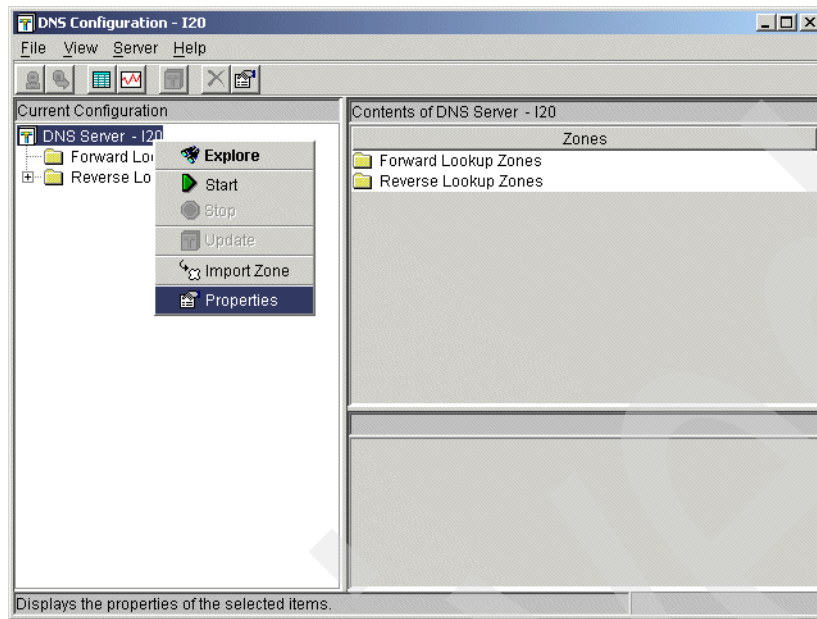 DNS Configuration - I20
File View Server Help
Current Configuration
DNS Server - I20
Forward Lo
Reverse Lo
Explore
Start
Stop
Update
Import Zone
Properties
Contents of DNS Server - I20
Zones
Forward Lookup Zones
Reverse Lookup Zones
Displays the properties of the selected items.